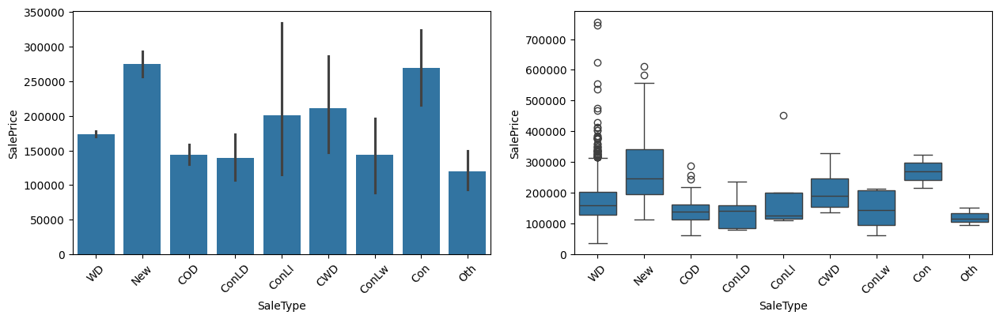 350000
300000
250000
200000
150000
100000
50000
0
SalePrice
WD
New
COD
ConLD
ConLI
CWD
ConLw
Con
Oth
SaleType
700000
600000
500000
400000
300000
200000
100000
0
SalePrice
WD
New
COD
ConLD
ConLI
CWD
ConLw
Con
Oth
SaleType